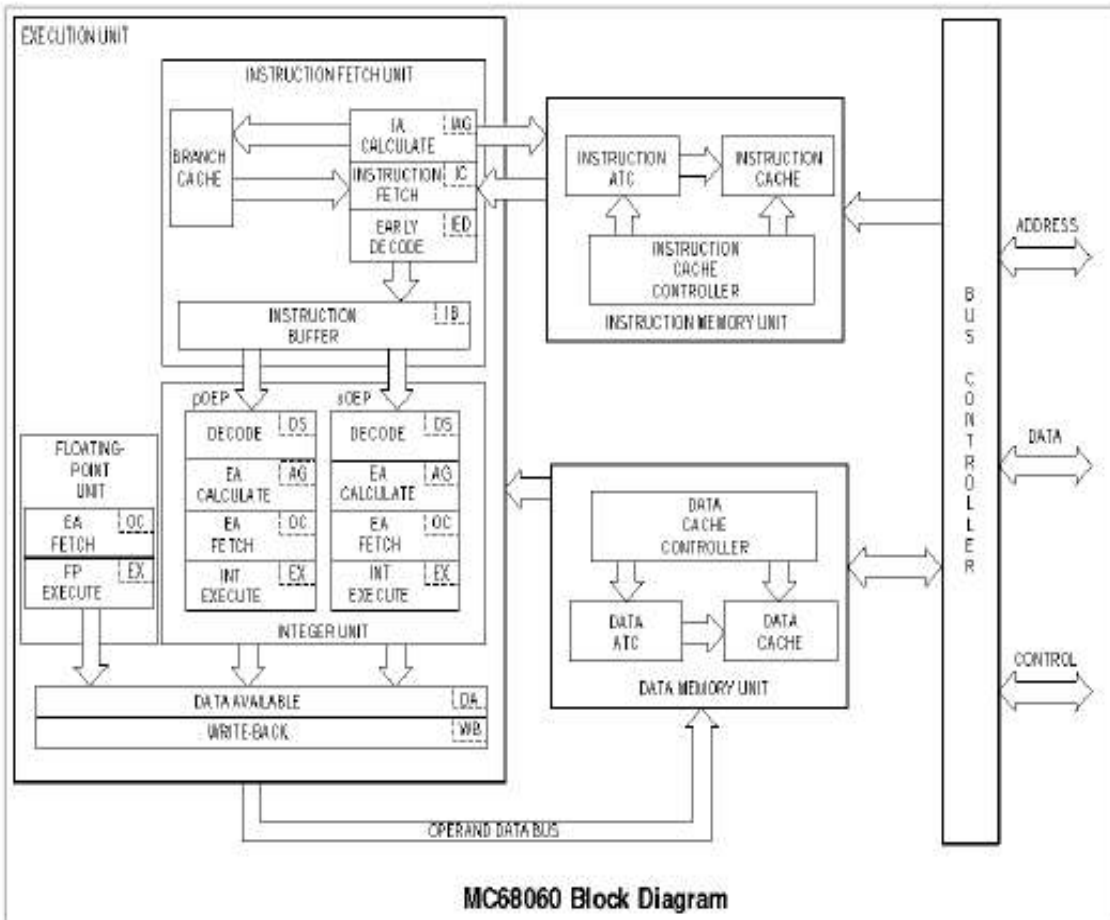 EXECUTION UNIT
INSTRUCTION FETCH UNIT
BRANCH
CACHE
IA
CALCULATE
IAG
INSTRUCTION
FETCH
IC
EARLY
DECODE
IED
INSTRUCTION
BUFFER
IB
pOEP
sOEP
DECODE
DS
DECODE
DS
EA
CALCULATE
AG
EA
CALCULATE
AG
EA
FETCH
OC
EA
FETCH
OC
INT
EXECUTE
EX
INT
EXECUTE
EX
INTEGER UNIT
FLOATING-
POINT
UNIT
EA
FETCH
OC
FP
EXECUTE
EX
DATA AVAILABLE
DA
WRITE-BACK
WB
INSTRUCTION
ATC
INSTRUCTION
CACHE
INSTRUCTION
CACHE
CONTROLLER
INSTRUCTION MEMORY UNIT
DATA
CACHE
CONTROLLER
DATA
ATC
DATA
CACHE
DATA MEMORY UNIT
OPERAND DATA BUS
BUS CONTROLLER
ADDRESS
DATA
CONTROL
MC68060 Block Diagram